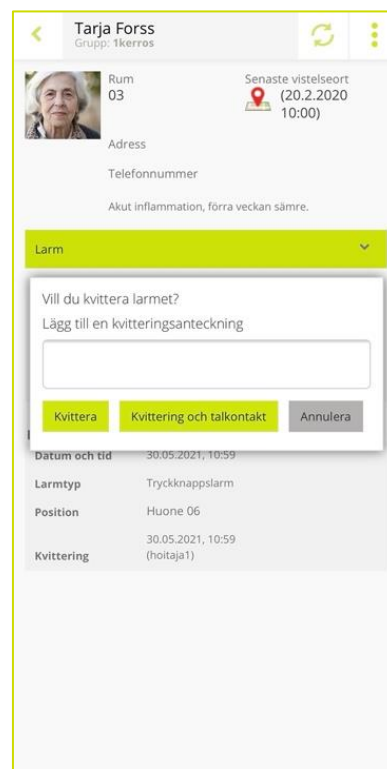 Tarja Forss
Grupp: 1kerros
Rum
03
Senaste vistelseort
(20.2.2020
10:00)
Adress
Telefonnummer
Akut inflammation, förra veckan sämre.
Larm
Vill du kvittera larmet?
Lägg till en kvitteringsanteckning
Kvittera Kvittering och talkontakt Annulera
Datum och tid 30.05.2021, 10:59
Larmtyp Tryckknappslarm
Position Huone 06
Kvittering 30.05.2021, 10:59
(hoitaja1)